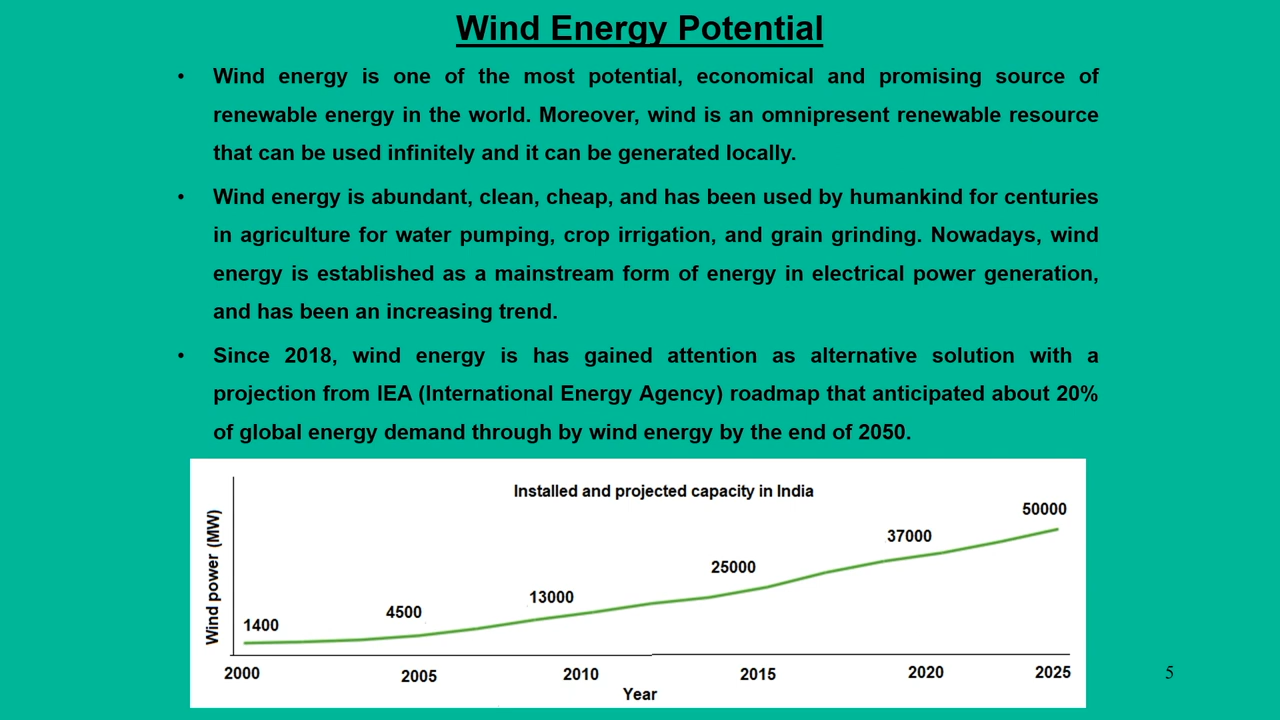 Wind Energy Potential
• Wind energy is one of the most potential, economical and promising source of
renewable energy in the world. Moreover, wind is an omnipresent renewable resource
that can be used infinitely and it can be generated locally.
• Wind energy is abundant, clean, cheap, and has been used by humankind for centuries
in agriculture for water pumping, crop irrigation, and grain grinding. Nowadays, wind
energy is established as a mainstream form of energy in electrical power generation,
and has been an increasing trend.
• Since 2018, wind energy is has gained attention as alternative solution with a
projection from IEA (International Energy Agency) roadmap that anticipated about 20%
of global energy demand through by wind energy by the end of 2050.
Installed and projected capacity in India
Wind power (MW)
1400
4500
13000
25000
37000
50000
2000 2005 2010 2015 2020 2025
Year
5